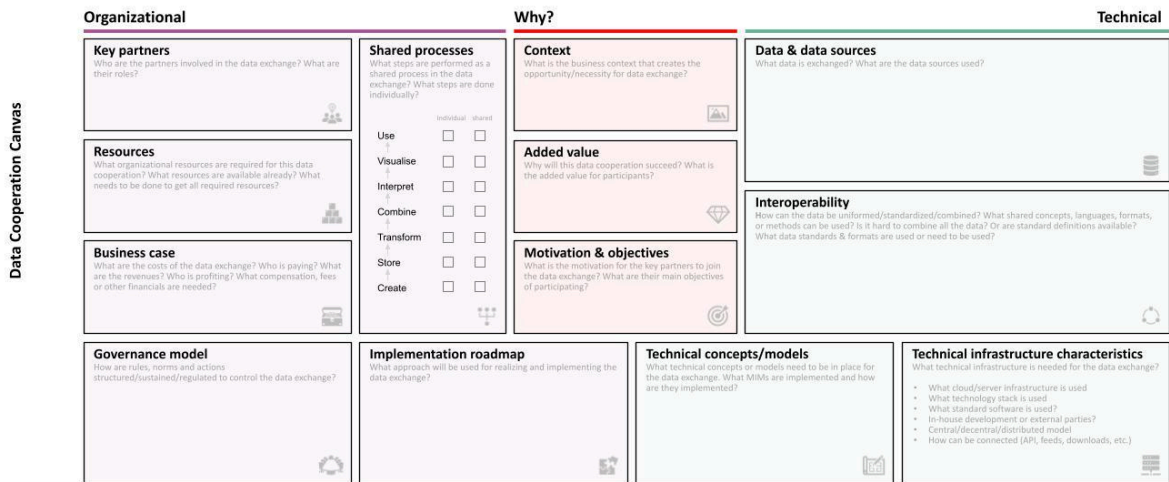 Organizational
Why?
Technical
Data Cooperation Canvas
Key partners
Who are the partners involved in the data exchange? What are
their roles?
Resources
What organizational resources are required for this data
cooperation? What resources are available already? What
needs to be done to get all required resources?
Business case
What are the costs of the data exchange? Who is paying? What
are the revenues? Who is profiting? What compensation, fees
or other financials are needed?
Shared processes
What steps are performed as a
shared process in the data
exchange? What steps are done
individually?
individual shared
Use
Visualise
Interpret
Combine
Transform
Store
Create
Context
What is the business context that creates the
opportunity/necessity for data exchange?
Added value
Why will this data cooperation succeed? What is
the added value for participants?
Motivation & objectives
What is the motivation for the key partners to join
the data exchange? What are their main objectives
of participating?
Data & data sources
What data is exchanged? What are the data sources used?
Interoperability
How can the data be uniformed/standardized/combined? What shared concepts, languages, formats,
or methods can be used? Is it hard to combine all the data? Or are standard definitions available?
What data standards & formats are used or need to be used?
Governance model
How are rules, norms and actions
structured/sustained/regulated to control the data exchange?
Implementation roadmap
What approach will be used for realizing and implementing the
data exchange?
Technical concepts/models
What technical concepts or models need to be in place for
the data exchange. What MIMs are implemented and how
are they implemented?
Technical infrastructure characteristics
What technical infrastructure is needed for the data exchange?
• What cloud/server infrastructure is used
• What technology stack is used
• What standard software is used?
• In-house development or external parties?
• Central/decentral/distributed model
• How can be connected (API, feeds, downloads, etc.)